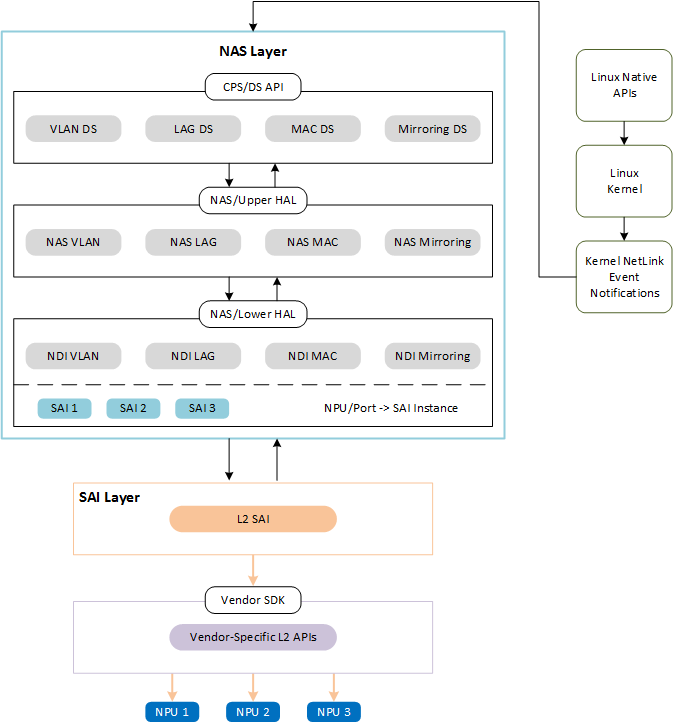 NAS Layer
CPS/DS API
VLAN DS
LAG DS
MAC DS
Mirroring DS
NAS/Upper HAL
NAS VLAN
NAS LAG
NAS MAC
NAS Mirroring
NAS/Lower HAL
NDI VLAN
NDI LAG
NDI MAC
NDI Mirroring
SAI 1
SAI 2
SAI 3
NPU/Port -> SAI Instance
Linux Native
APIs
Linux
Kernel
Kernel NetLink
Event
Notifications
SAI Layer
L2 SAI
Vendor SDK
Vendor-Specific L2 APIs
NPU 1
NPU 2
NPU 3